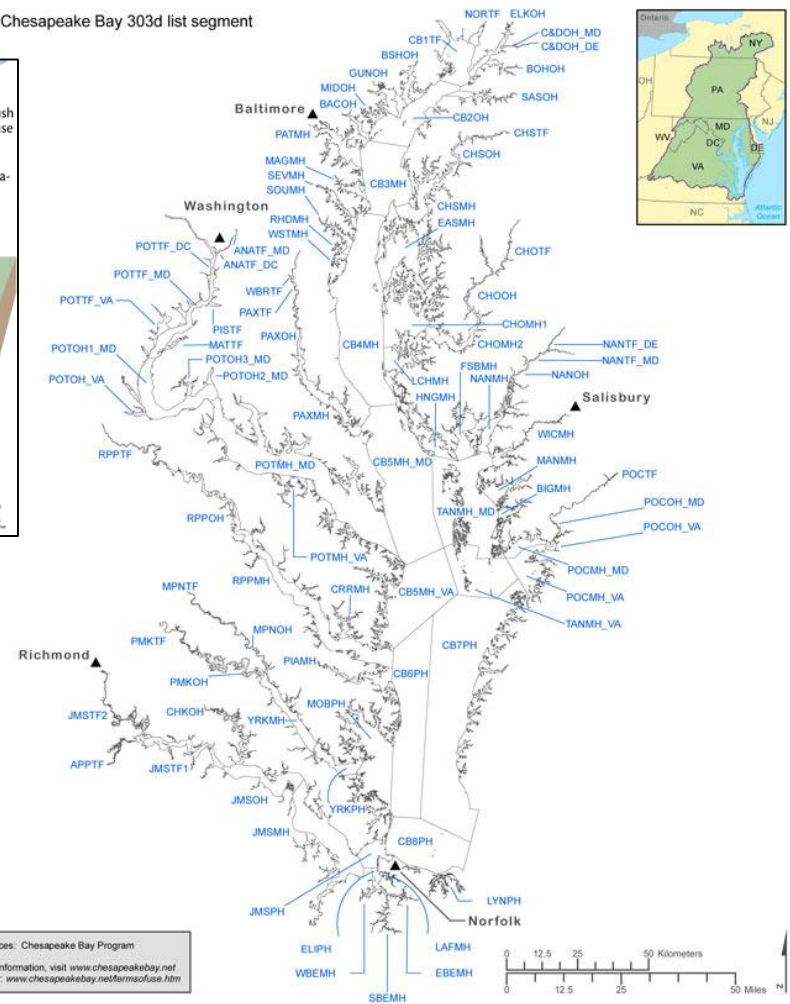 Chesapeake Bay 303d list segment
Ontario
NY
OH
PA
NJ
MD
WV
DC
DE
VA
NC
Atlantic
Ocean
NORTF
ELKOH
CB1TF
C&DOH_MD
C&DOH_DE
BSHOH
BOHOH
GUNOH
MIDOH
SASOH
BACOH
Baltimore
CB2OH
PATMH
CHSTF
CHSOH
MAGMH
SEVMH
CB3MH
SOUMH
CHSMH
Washington
RHDMH
EASMH
WSTMH
POTTF_DC
ANATF_MD
CHOTF
ANATF_DC
POTTF_MD
WBRTF
CHOOH
POTTF_VA
PAXTF
PISTF
CHOMH1
PAXOH
CB4MH
CHOMH2
MATTF
NANTF_DE
POTOH1_MD
POTOH3_MD
NANTF_MD
FSBMH
POTOH2_MD
NANOH
POTOH_VA
LCHMH
NANMH
HNGMH
Salisbury
PAXMH
WICMH
RPPTF
CB5MH_MD
MANMH
POTMH_MD
POCTF
BIGMH
POCOH_MD
TANMH_MD
RPPOH
POCOH_VA
POTMH_VA
POCMH_MD
RPPMH
CRRMH
CB5MH_VA
MPNTF
POCMH_VA
TANMH_VA
MPNOH
PMKTF
CB7PH
Richmond
PIAMH
CB6PH
PMKOH
MOBPH
CHKOH
JMSTF2
YRKMH
APPTF
JMSTF1
JMSOH
YRKPH
JMSMH
CB8PH
LYNPH
JMSPH
Norfolk
ELIPH
LAFMH
WBEMH
EBEMH
SBEMH
ces: Chesapeake Bay Program
nformation, visit www.chesapeakebay.net
: www.chesapeakebay.net/termsofuse.htm
0 12.5 25 50 Kilometers
0 12.5 25 50 Miles
z
ush
use
a-